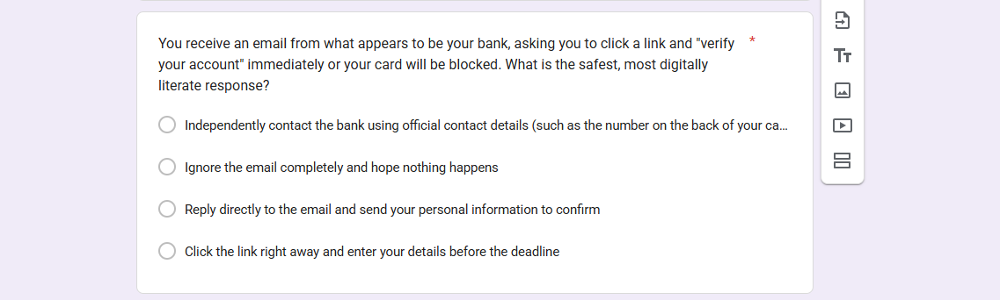 You receive an email from what appears to be your bank, asking you to click a link and "verify *
your account" immediately or your card will be blocked. What is the safest, most digitally
literate response?
Independently contact the bank using official contact details (such as the number on the back of your ca...
Ignore the email completely and hope nothing happens
Reply directly to the email and send your personal information to confirm
Click the link right away and enter your details before the deadline